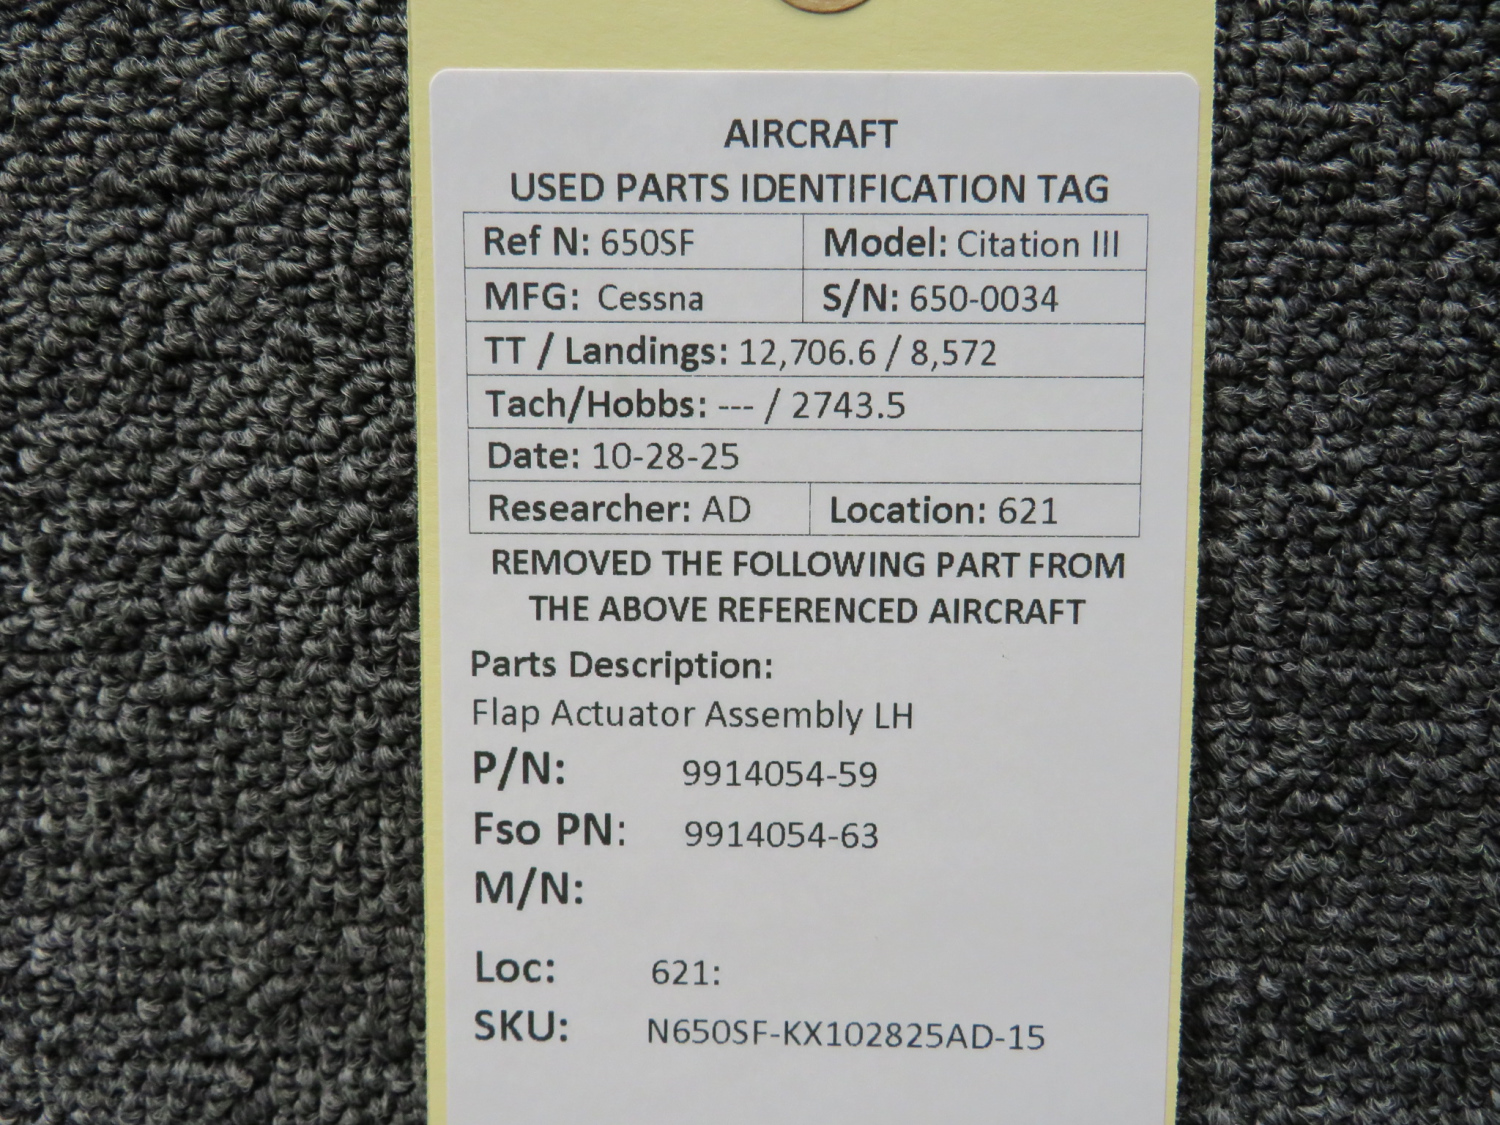 AIRCRAFT
USED PARTS IDENTIFICATION TAG
Ref N: 650SF Model: Citation III
MFG: Cessna S/N: 650-0034
TT / Landings: 12,706.6 / 8,572
Tach/Hobbs: --- / 2743.5
Date: 10-28-25
Researcher: AD Location: 621
REMOVED THE FOLLOWING PART FROM
THE ABOVE REFERENCED AIRCRAFT
Parts Description:
Flap Actuator Assembly LH
P/N: 9914054-59
Fso PN: 9914054-63
M/N:
Loc: 621:
SKU: N650SF-KX102825AD-15